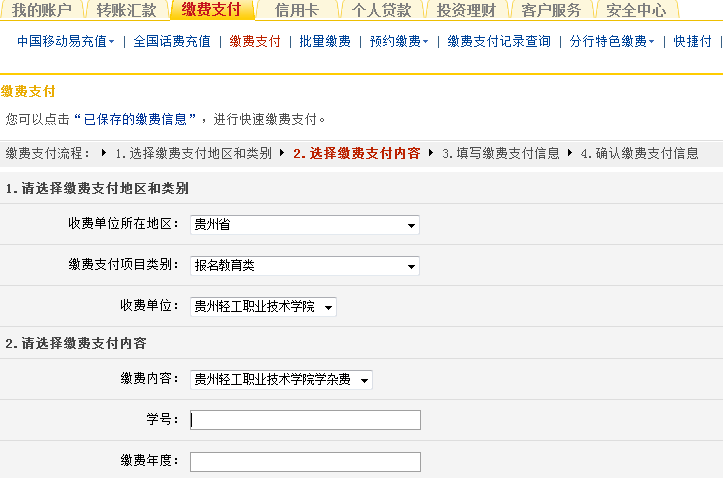 我的账户 转账汇款 缴费支付 信用卡 个人贷款 投资理财 客户服务 安全中心
中国移动易充值 | 全国话费充值 | 缴费支付 | 批量缴费 | 预约缴费 | 缴费支付记录查询 | 分行特色缴费 | 快捷付 |
缴费支付
您可以点击“已保存的缴费信息”，进行快速缴费支付。
缴费支付流程： 1.选择缴费支付地区和类别 2.选择缴费支付内容 3.填写缴费支付信息 4.确认缴费支付信息
1.请选择缴费支付地区和类别
收费单位所在地区： 贵州省
缴费支付项目类别： 报名教育类
收费单位： 贵州轻工职业技术学院
2.请选择缴费支付内容
缴费内容： 贵州轻工职业技术学院学杂费
学号：
缴费年度：